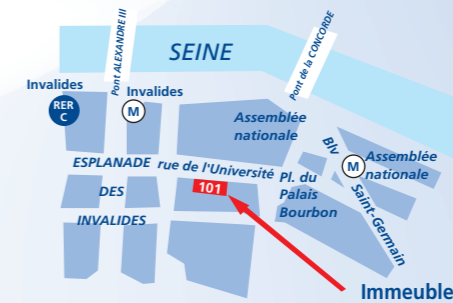 SEINE
Pont ALEXANDRE III
Pont de la CONCORDE
Invalides
RER
C
Invalides
M
Assemblée
nationale
Blv
Saint-Germain
M
Assemblée
nationale
ESPLANADE
DES
INVALIDES
rue de l'Université
101
Pl. du
Palais
Bourbon
Immeuble